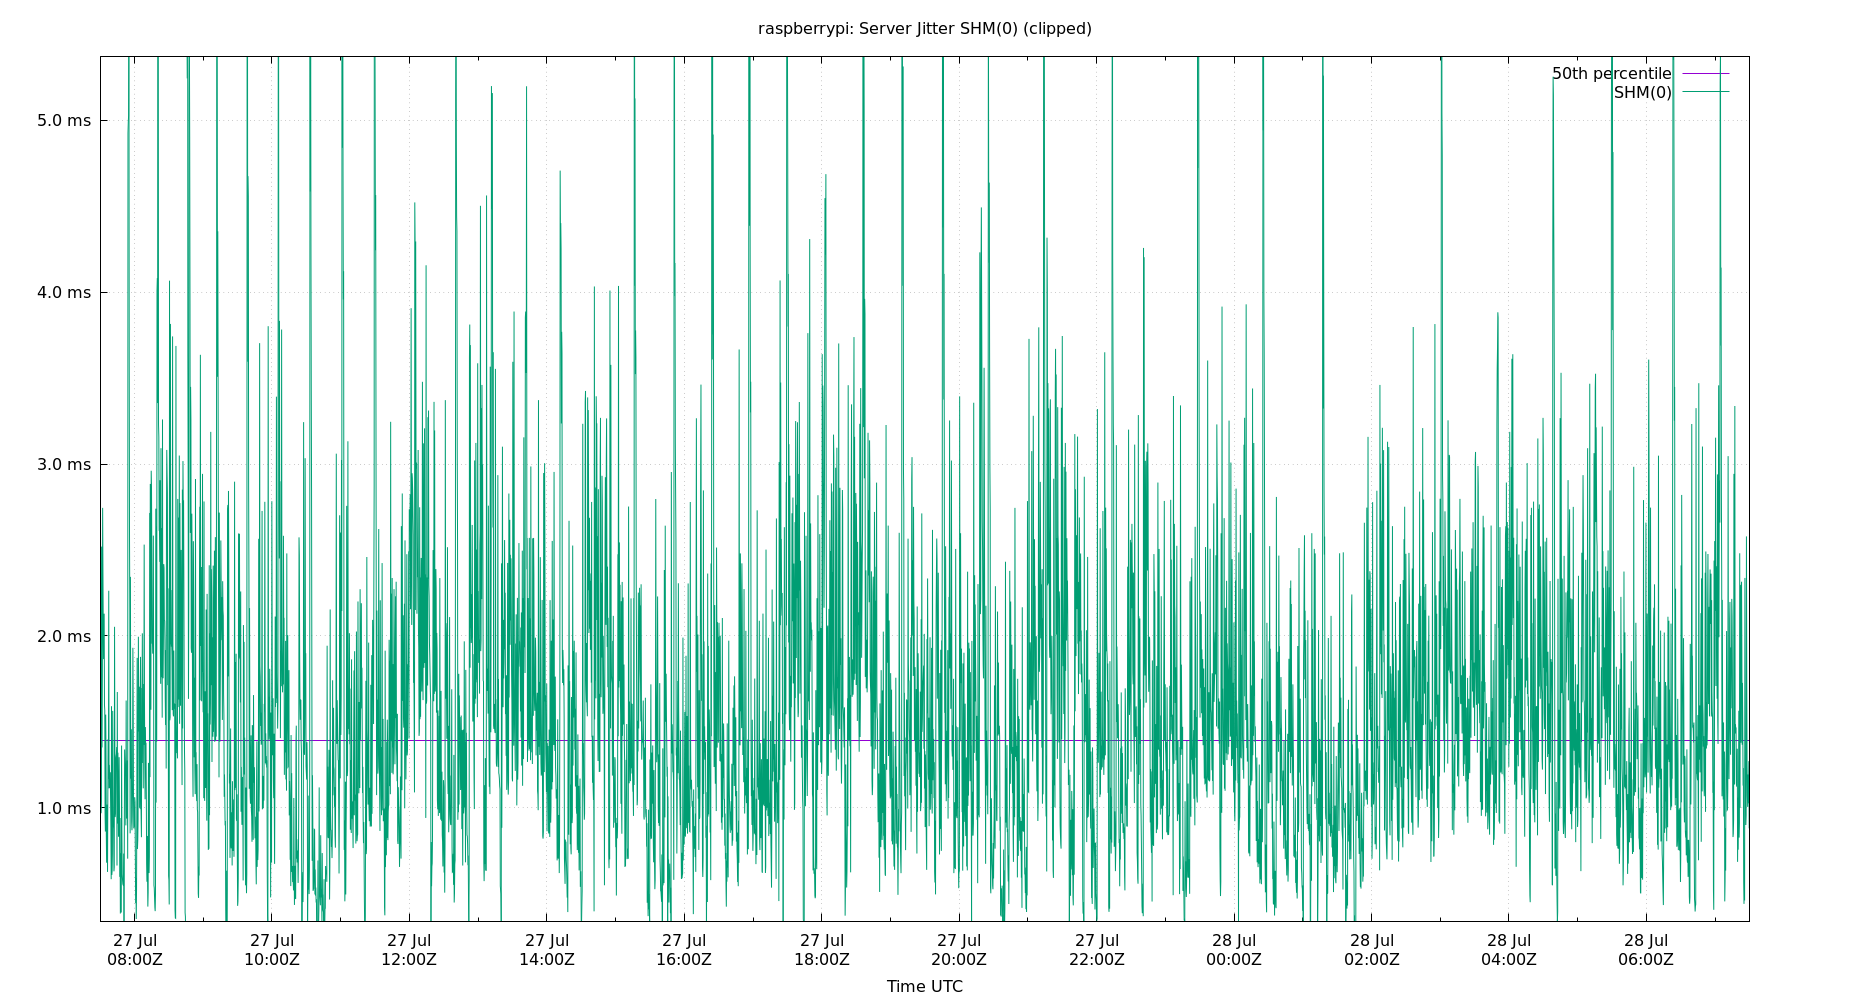 raspberrypi: Server Jitter SHM(0) (clipped)
50th percentile
SHM(0)
5.0 ms
4.0 ms
3.0 ms
2.0 ms
1.0 ms
27 Jul 27 Jul 27 Jul 27 Jul 27 Jul 27 Jul 27 Jul 27 Jul 28 Jul 28 Jul 28 Jul 28 Jul
08:00Z 10:00Z 12:00Z 14:00Z 16:00Z 18:00Z 20:00Z 22:00Z 00:00Z 02:00Z 04:00Z 06:00Z
Time UTC